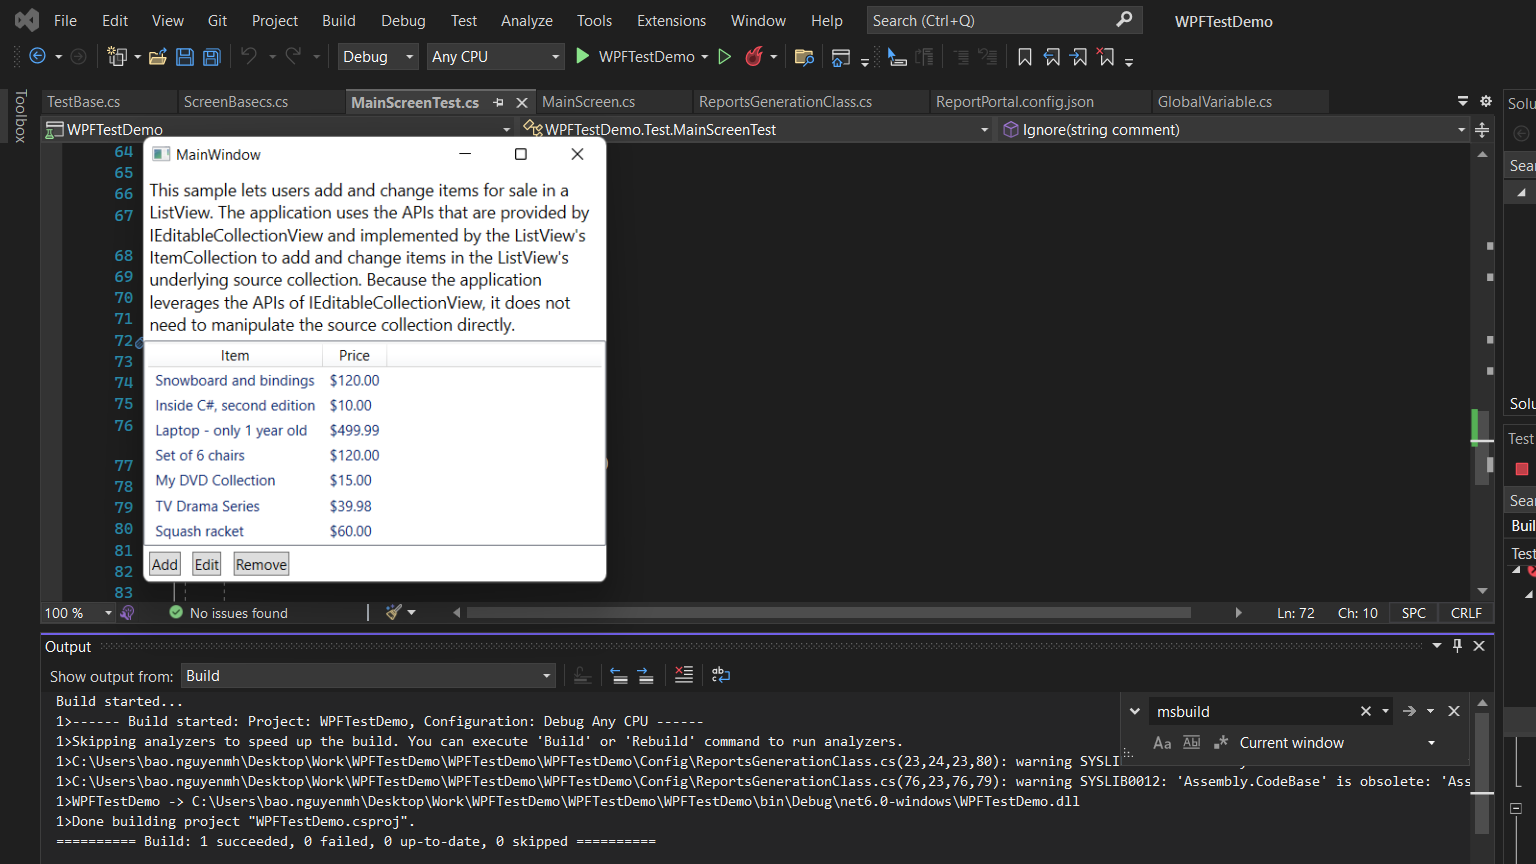 File Edit View Git Project Build Debug Test Analyze Tools Extensions Window Help Search (Ctrl+Q) WPFTestDemo
Debug Any CPU WPFTestDemo
Toolbox
TestBase.cs ScreenBasecs.cs MainScreenTest.cs MainScreen.cs ReportsGenerationClass.cs ReportPortal.config.json GlobalVariable.cs
WPFTestDemo WPFTestDemo.Test.MainScreenTest Ignore(string comment)
64
65
66
67
68
69
70
71
72
73
74
75
76
77
78
79
80
81
82
83
MainWindow
This sample lets users add and change items for sale in a
ListView. The application uses the APIs that are provided by
IEditableCollectionView and implemented by the ListView's
ItemCollection to add and change items in the ListView's
underlying source collection. Because the application
leverages the APIs of IEditableCollectionView, it does not
need to manipulate the source collection directly.
Item Price
Snowboard and bindings $120.00
Inside C#, second edition $10.00
Laptop - only 1 year old $499.99
Set of 6 chairs $120.00
My DVD Collection $15.00
TV Drama Series $39.98
Squash racket $60.00
Add Edit Remove
)
100 % No issues found Ln: 72 Ch: 10 SPC CRLF
Output
Show output from: Build
Build started...
1>------ Build started: Project: WPFTestDemo, Configuration: Debug Any CPU ------
1>Skipping analyzers to speed up the build. You can execute 'Build' or 'Rebuild' command to run analyzers.
1>C:\Users\bao.nguyenmh\Desktop\Work\WPFTestDemo\WPFTestDemo\WPFTestDemo\Config\ReportsGenerationClass.cs(23,24,23,80): warning SYSLI
1>C:\Users\bao.nguyenmh\Desktop\Work\WPFTestDemo\WPFTestDemo\WPFTestDemo\Config\ReportsGenerationClass.cs(76,23,76,79): warning SYSLIB0012: 'Assembly.CodeBase' is obsolete: 'Ass
1>WPFTestDemo -> C:\Users\bao.nguyenmh\Desktop\Work\WPFTestDemo\WPFTestDemo\WPFTestDemo\bin\Debug\net6.0-windows\WPFTestDemo.dll
1>Done building project "WPFTestDemo.csproj".
========== Build: 1 succeeded, 0 failed, 0 up-to-date, 0 skipped ==========
msbuild
Aa Abl Current window
Solu
Sear
Solu
Test
Sear
Buil
Test